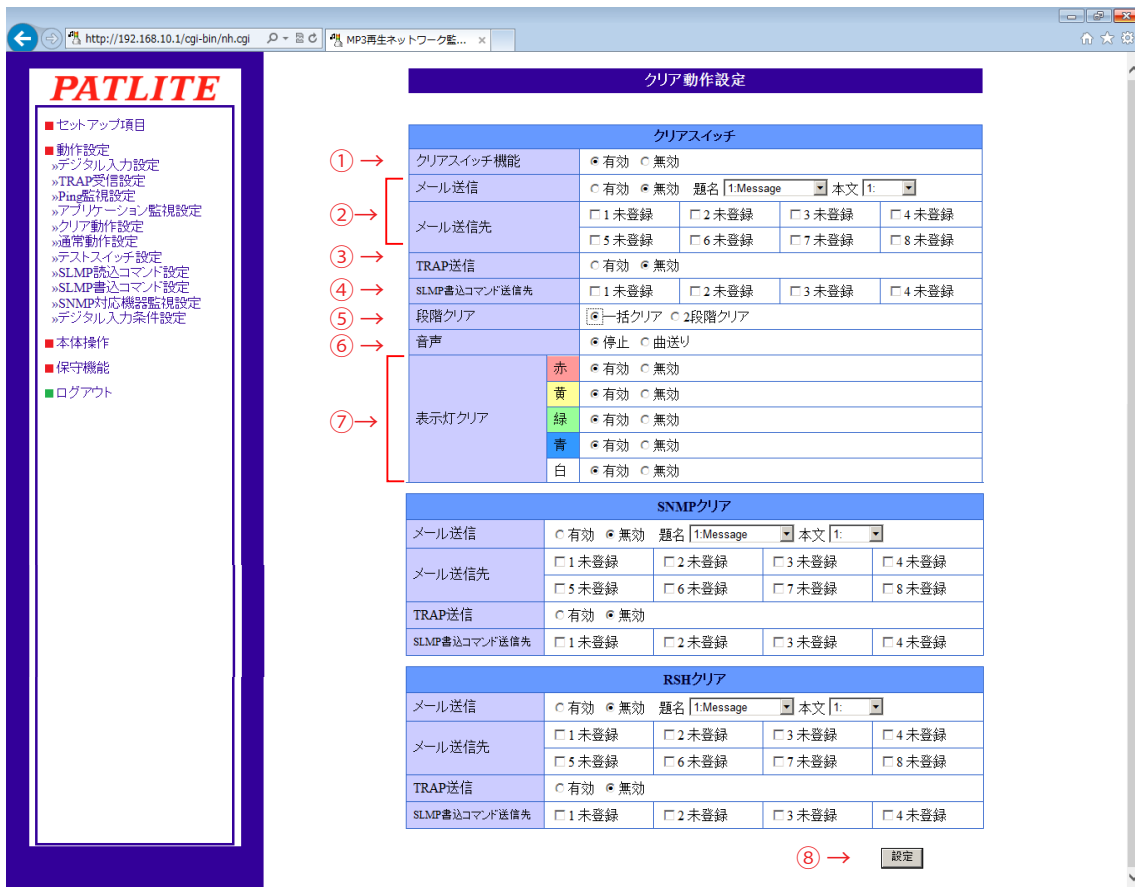 http://192.168.10.1/cgi-bin/nh.cgi
MP3再生ネットワーク監... ×
PATLITE
セットアップ項目
動作設定
»デジタル入力設定
»TRAP受信設定
»Ping監視設定
»アプリケーション監視設定
»クリア動作設定
»通常動作設定
»テストスイッチ設定
»SLMP読込コマンド設定
»SLMP書込コマンド設定
»SNMP対応機器監視設定
»デジタル入力条件設定
本体操作
保守機能
ログアウト
クリア動作設定
クリアスイッチ
① → クリアスイッチ機能 有効 無効
② → メール送信 有効 無効 題名 1:Message 本文 1:
メール送信先 1 未登録 2 未登録 3 未登録 4 未登録
5 未登録 6 未登録 7 未登録 8 未登録
③ → TRAP送信 有効 無効
④ → SLMP書込コマンド送信先 1 未登録 2 未登録 3 未登録 4 未登録
⑤ → 段階クリア 一括クリア 2段階クリア
⑥ → 音声 停止 曲送り
⑦ → 表示灯クリア
赤 有効 無効
黄 有効 無効
緑 有効 無効
青 有効 無効
白 有効 無効
SNMPクリア
メール送信 有効 無効 題名 1:Message 本文 1:
メール送信先 1 未登録 2 未登録 3 未登録 4 未登録
5 未登録 6 未登録 7 未登録 8 未登録
TRAP送信 有効 無効
SLMP書込コマンド送信先 1 未登録 2 未登録 3 未登録 4 未登録
RSHクリア
メール送信 有効 無効 題名 1:Message 本文 1:
メール送信先 1 未登録 2 未登録 3 未登録 4 未登録
5 未登録 6 未登録 7 未登録 8 未登録
TRAP送信 有効 無効
SLMP書込コマンド送信先 1 未登録 2 未登録 3 未登録 4 未登録
⑧ → 設定